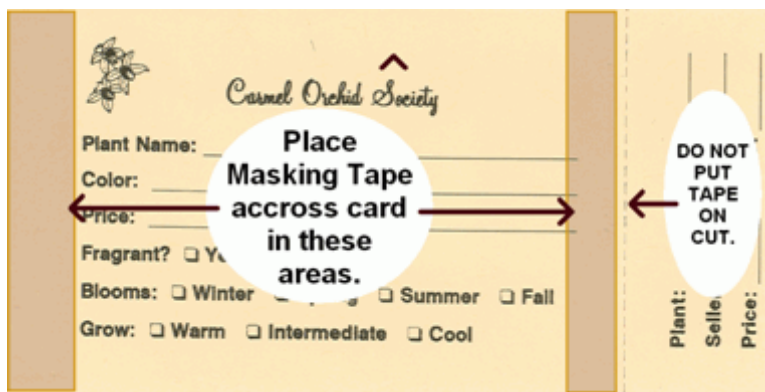 Carmel Orchid Society
Plant Name:
Color:
Price:
Fragrant?
Blooms: Winter Summer Fall
Grow: Warm Intermediate Cool
Place
Masking Tape
accross card
in these
areas.
DO NOT
PUT
TAPE
ON
CUT.
Plant:
Price: